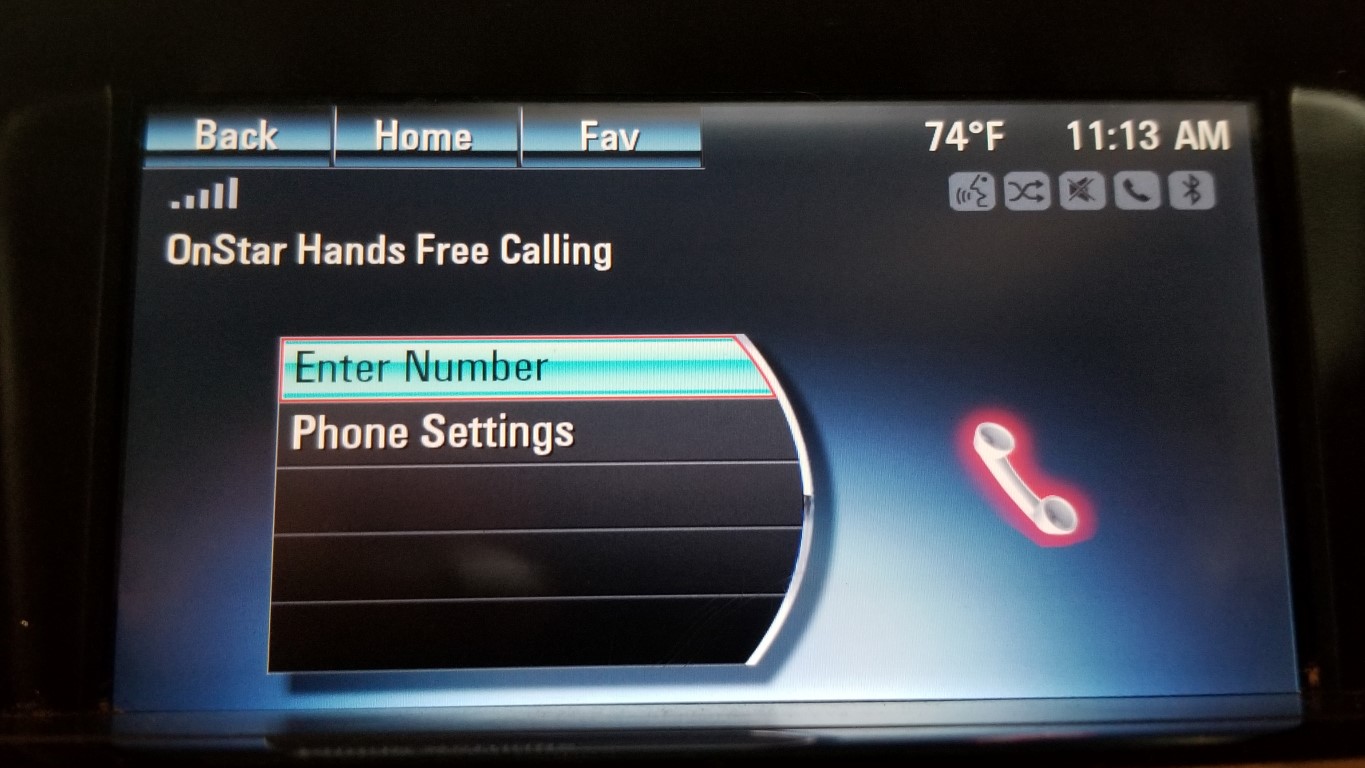 Back Home Fav 74°F 11:13 AM
OnStar Hands Free Calling
Enter Number
Phone Settings